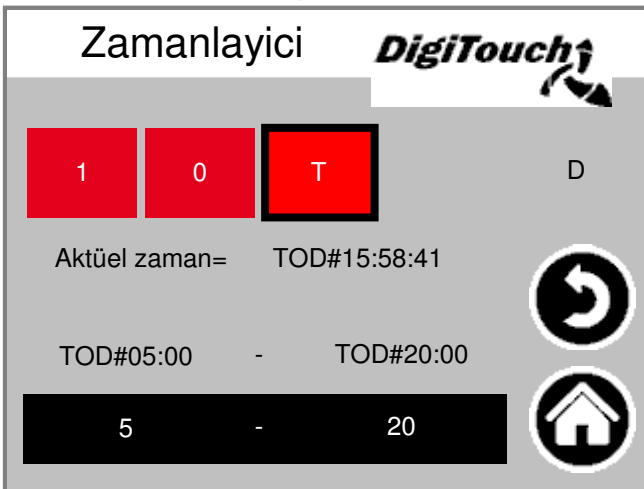 Zamanlayici DigiTouch
1 0 T D
Aktüel zaman= TOD#15:58:41
TOD#05:00 - TOD#20:00
5 - 20